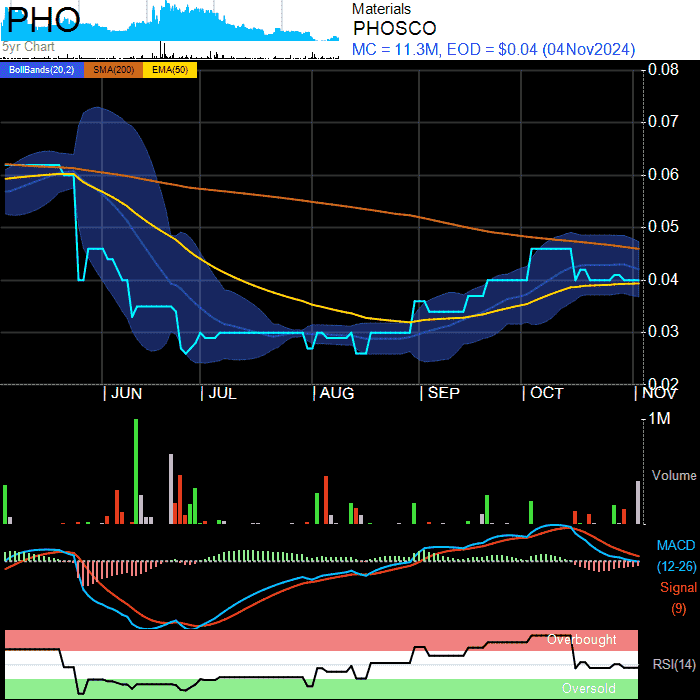 PHO
5yr Chart
Materials
PHOSCO
MC = 11.3M, EOD = $0.04 (04Nov2024)
BollBands(20,2) SMA(200) EMA(50)
0.08
0.07
0.06
0.05
0.04
0.03
0.02
JUN JUL AUG SEP OCT NOV
1M
Volume
MACD
(12-26)
Signal
(9)
Overbought
RSI(14)
Oversold